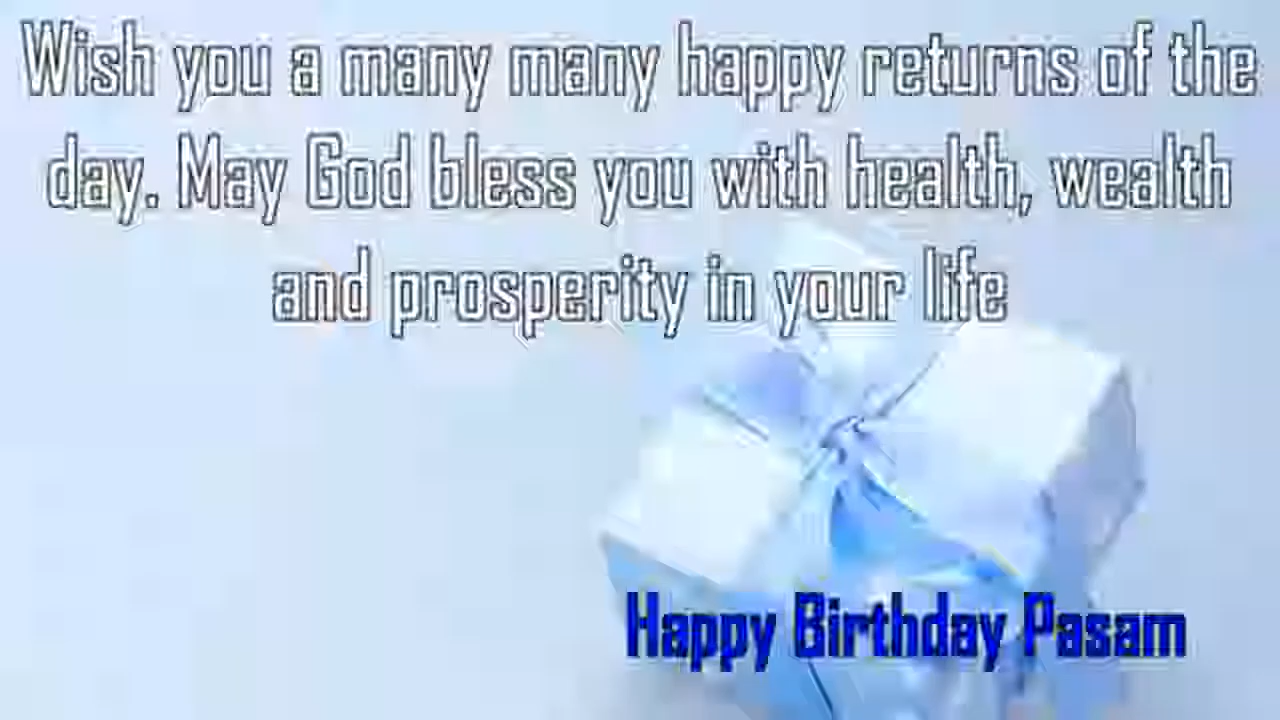 Wish you a many many happy returns of the
day. May God bless you with health, wealth
and prosperity in your life
Happy Birthday Pasam